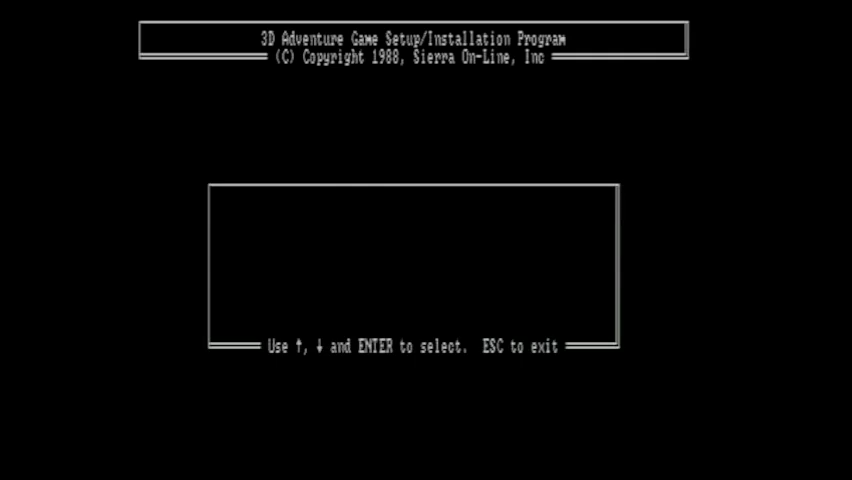 3D Adventure Game Setup/Installation Program
(C) Copyright 1988, Sierra On-Line, Inc
Use ↑, ↓ and ENTER to select. ESC to exit